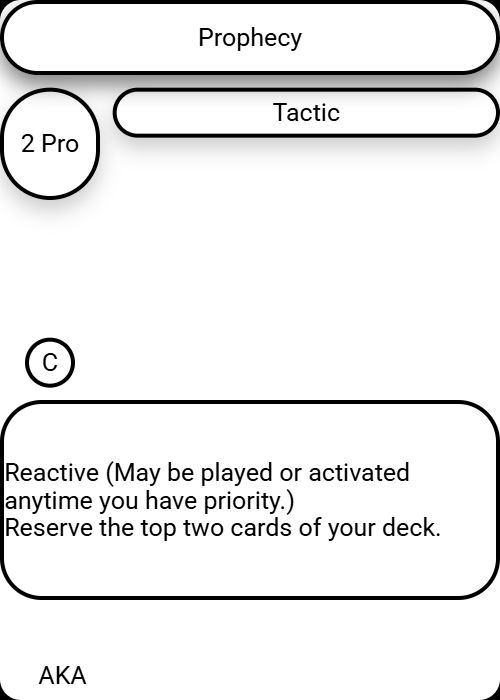 Prophecy
Tactic
2 Pro
C
Reactive (May be played or activated
anytime you have priority.)
Reserve the top two cards of your deck.
AKA